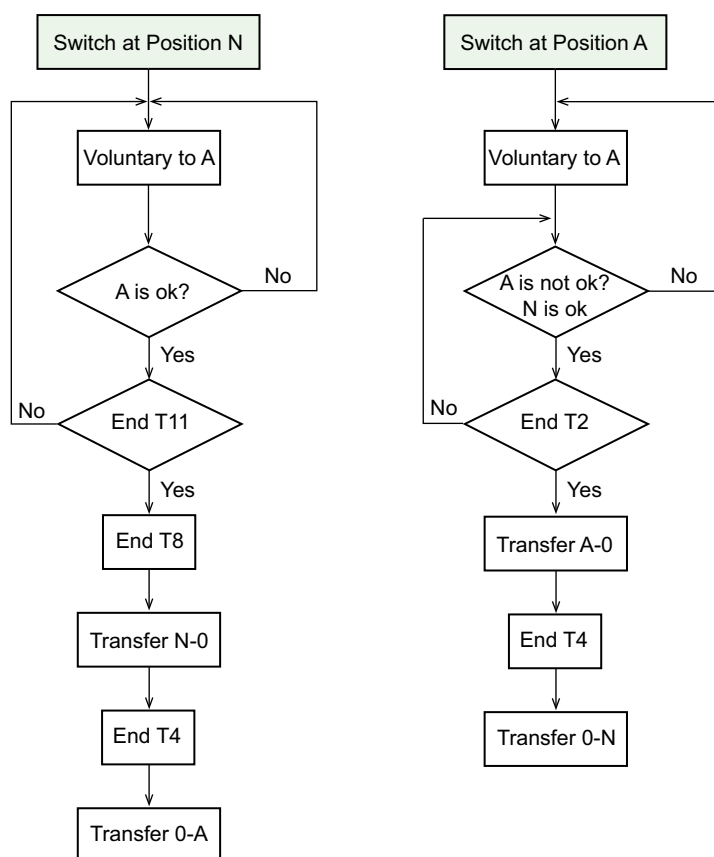 Switch at Position N
Voluntary to A
A is ok?
No
Yes
No
End T11
Yes
End T8
Transfer N-0
End T4
Transfer 0-A
Switch at Position A
Voluntary to A
A is not ok?
N is ok
No
Yes
No
End T2
Yes
Transfer A-0
End T4
Transfer 0-N